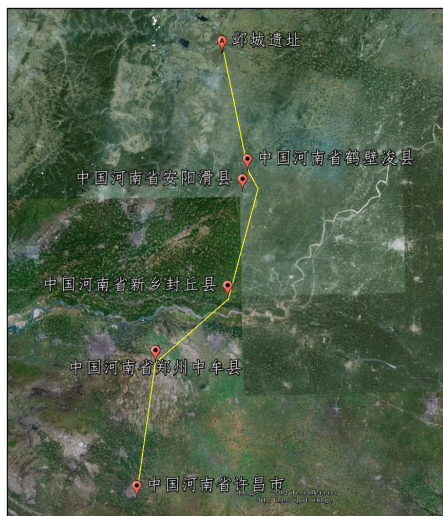 邺城遗址
中国河南省鹤壁浚县
中国河南省安阳滑县
中国河南省新乡封丘县
中国河南省郑州中牟县
中国河南省许昌市